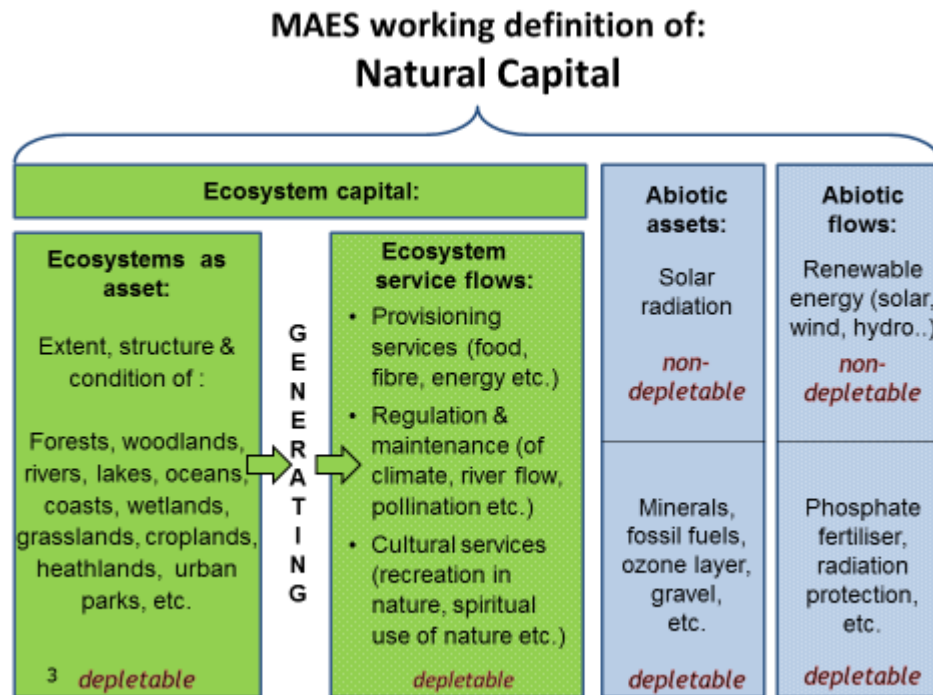 MAES working definition of:
Natural Capital
Ecosystem capital:
Ecosystems as
asset:
Extent, structure &
condition of :
Forests, woodlands,
rivers, lakes, oceans,
coasts, wetlands,
grasslands, croplands,
heathlands, urban
parks, etc.
3
depletable
GENERATING
Ecosystem
service flows:
• Provisioning
services (food,
fibre, energy etc.)
• Regulation &
maintenance (of
climate, river flow,
pollination etc.)
• Cultural services
(recreation in
nature, spiritual
use of nature etc.)
depletable
Abiotic
assets:
Solar
radiation
non-
depletable
Minerals,
fossil fuels,
ozone layer,
gravel,
etc.
depletable
Abiotic
flows:
Renewable
energy (solar,
wind, hydro..)
non-
depletable
Phosphate
fertiliser,
radiation
protection,
etc.
depletable